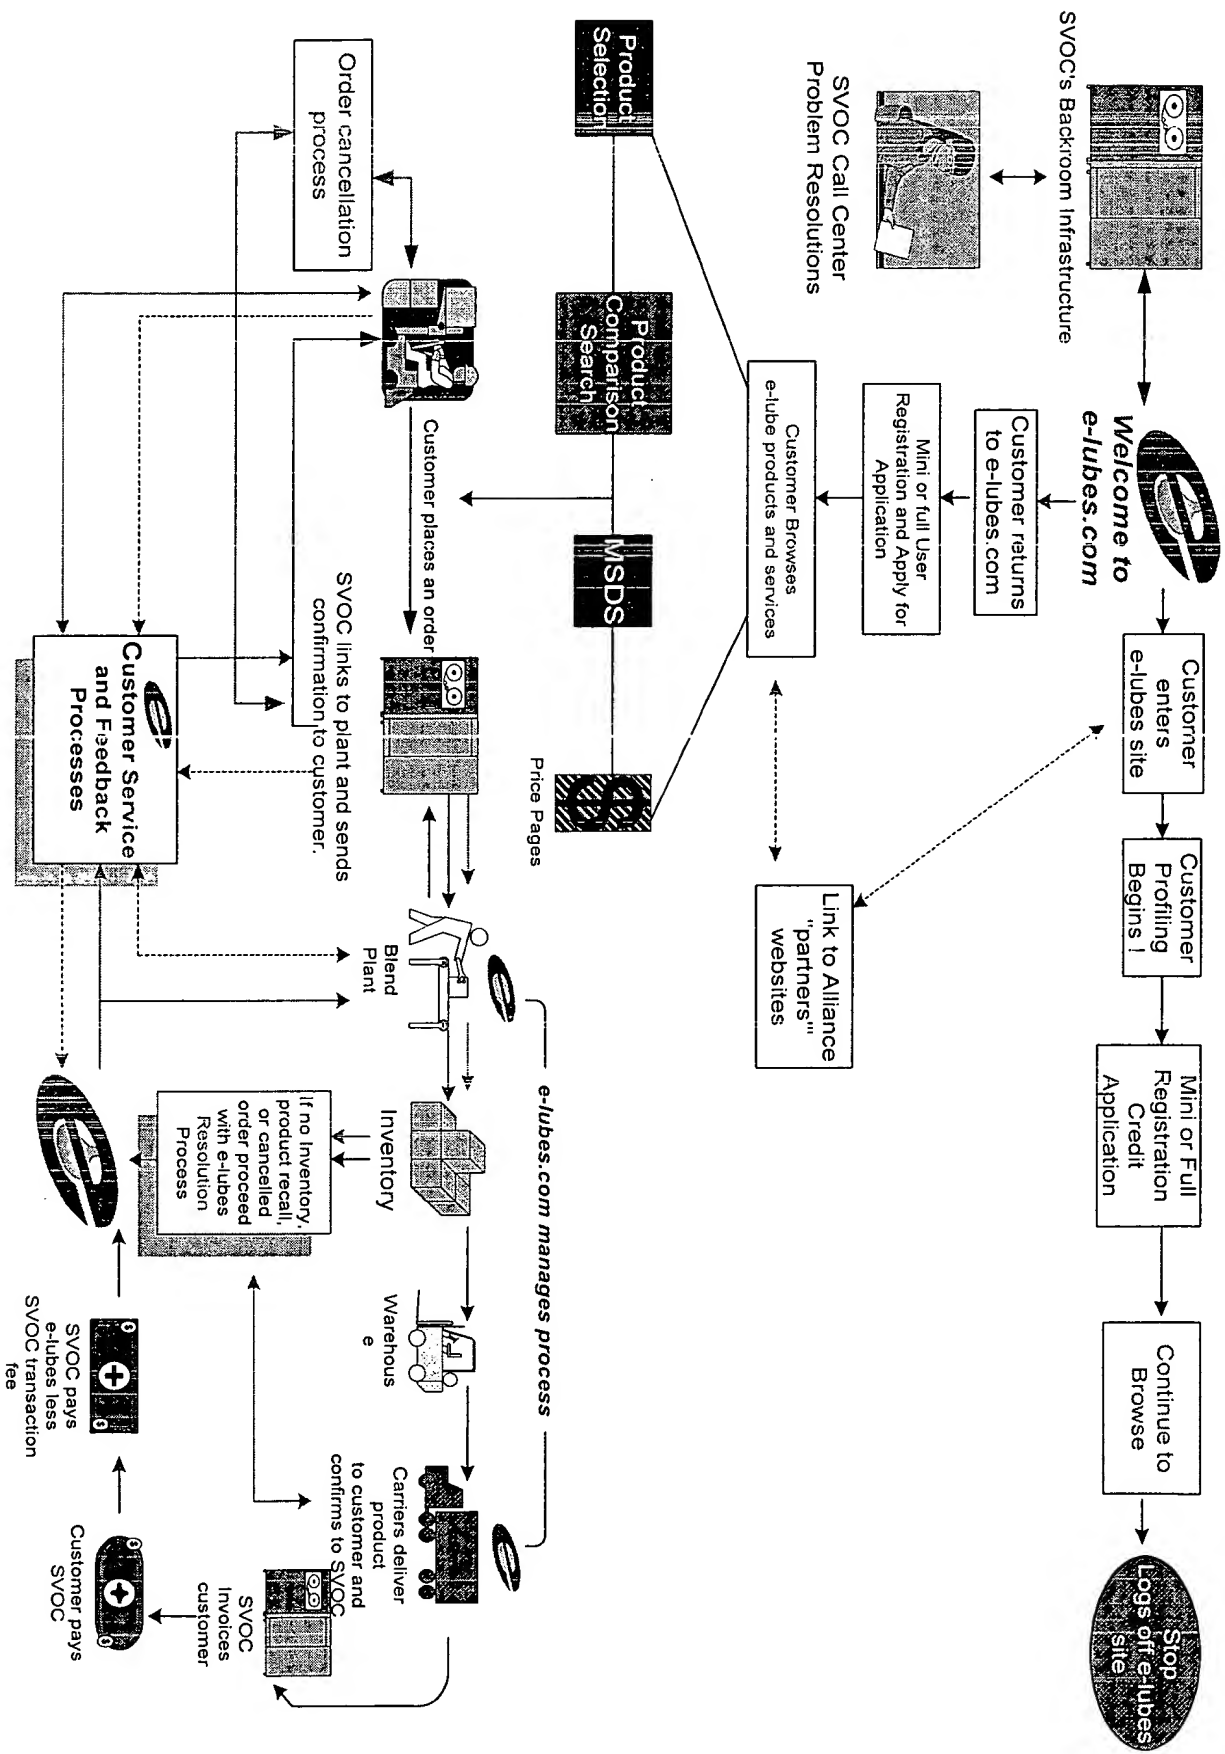 SVOC's Backroom Infrastructure
Welcome to
e-lubes.com
Customer
enters
e-lubes site
Customer
Profiling
Begins !
Mini or Full
Registration
Credit
Application
Continue to
Browse
Stop
Logs off e-lubes
site
SVOC Call Center
Problem Resolutions
Customer returns
to e-lubes.com
Mini or full User
Registration and Apply for
Application
Customer Browses
e-lube products and services
Link to Alliance
"partners'"
websites
Product
Selection
Product
Comparison
Search
MSDS
$
Price Pages
Order cancellation
process
Customer places an order
SVOC links to plant and sends
confirmation to customer.
e-lubes.com manages process
Blend
Plant
Inventory
Warehous
e
Carriers deliver
product
to customer and
confirms to SVOC
If no Inventory,
product recall,
or cancelled
order proceed
with e-lubes
Resolution
Process
Customer Service
and Feedback
Processes
SVOC
Invoices
customer
SVOC pays
e-lubes less
SVOC transaction
fee
Customer pays
SVOC